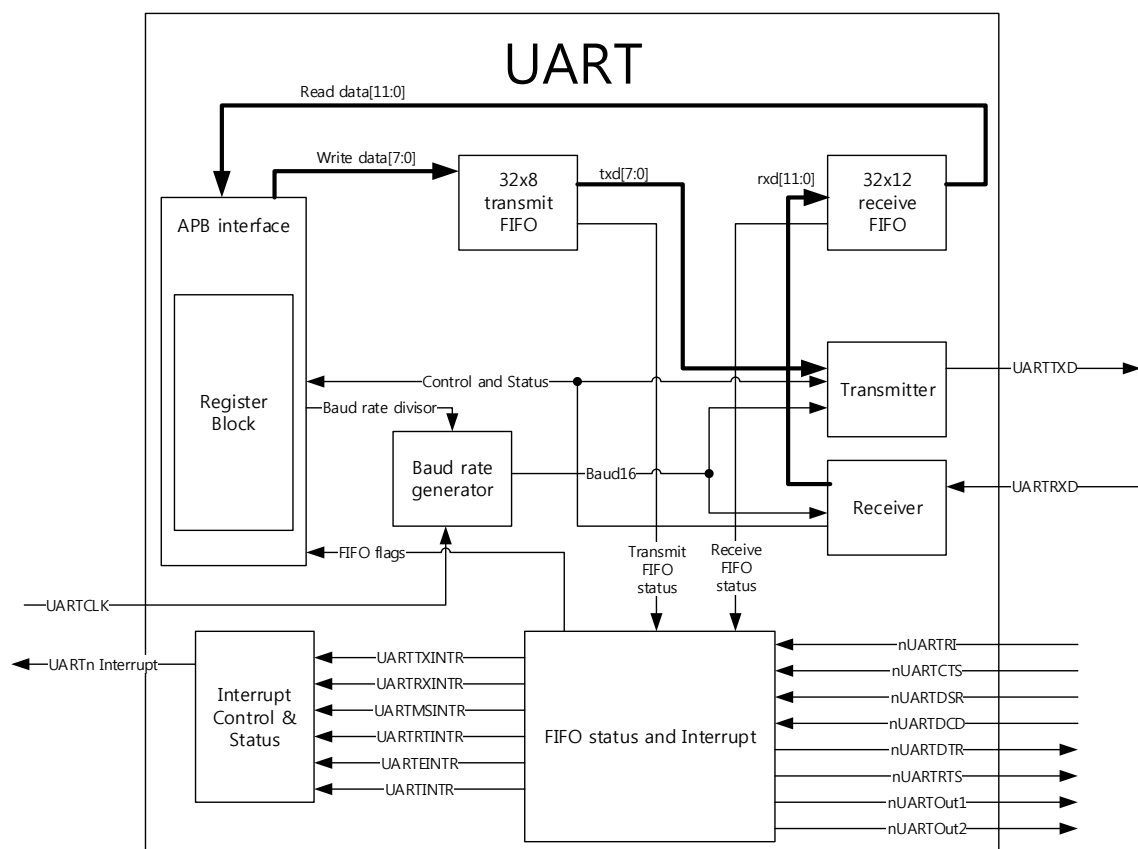 UART
Read data[11:0]
Write data[7:0]
32x8
transmit
FIFO
txd[7:0]
rxd[11:0]
32x12
receive
FIFO
APB interface
Register
Block
Control and Status
Baud rate divisor
Baud rate
generator
Baud16
Transmitter
UARTTXD
Receiver
UARTRXD
FIFO flags
Transmit
FIFO
status
Receive
FIFO
status
UARTCLK
UARTn Interrupt
Interrupt
Control &
Status
UARTTXINTR
UARTRXINTR
UARTMSINTR
UARTRTINTR
UARTEINTR
UARTINTR
FIFO status and Interrupt
nUARTRI
nUARTCTS
nUARTDSR
nUARTDCD
nUARTDTR
nUARTRTS
nUARTOut1
nUARTOut2